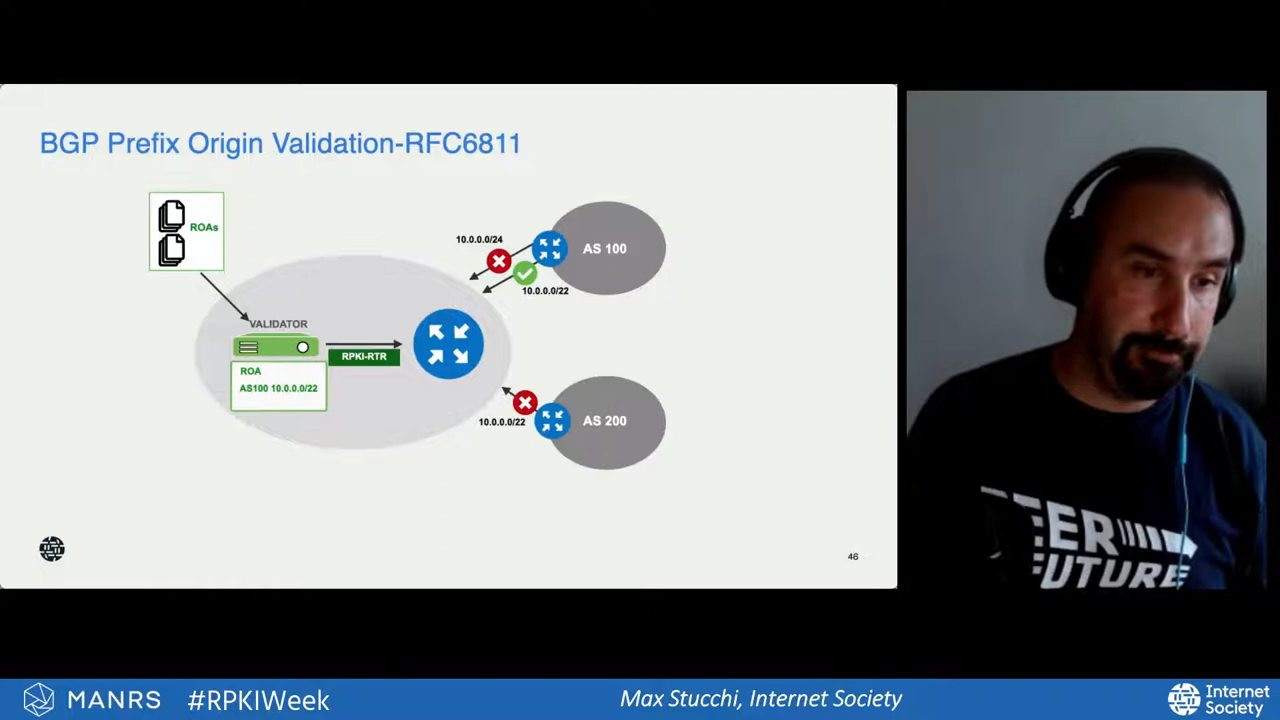 BGP Prefix Origin Validation-RFC6811
ROAs
10.0.0.0/24
AS 100
10.0.0.0/22
VALIDATOR
RPKI-RTR
ROA
AS100 10.0.0.0/22
10.0.0.0/22
AS 200
46
ER
FUTURE
MANRS
#RPKIWeek
Max Stucchi, Internet Society
Internet
Society